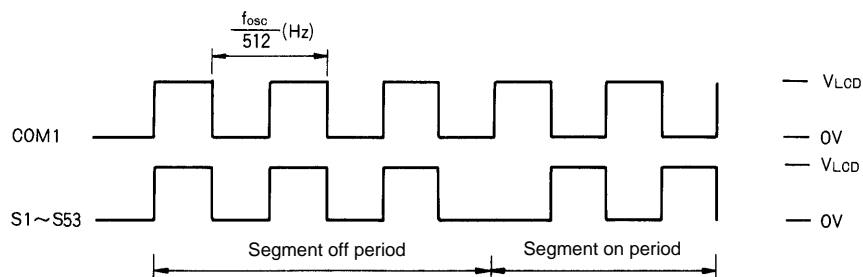 fosc
512 (Hz)
VLCD
COM1
0V
VLCD
S1~S53
0V
Segment off period
Segment on period